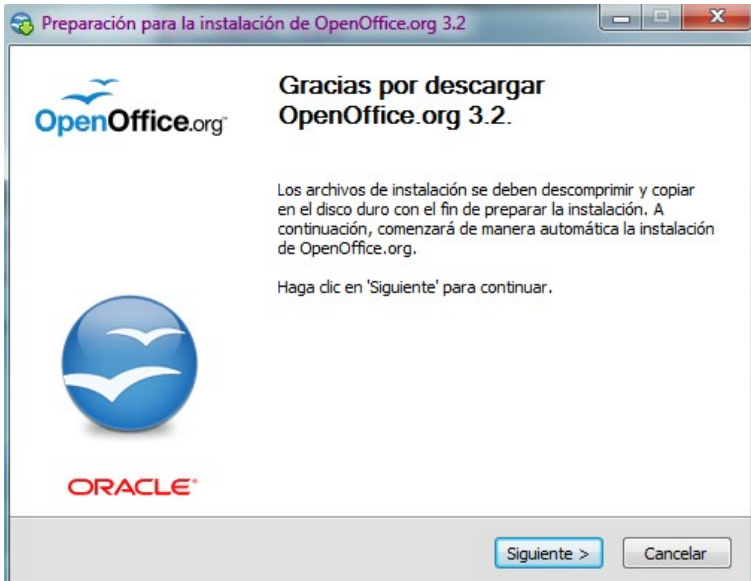 Preparación para la instalación de OpenOffice.org 3.2
OpenOffice.org™
Gracias por descargar
OpenOffice.org 3.2.
Los archivos de instalación se deben descomprimir y copiar
en el disco duro con el fin de preparar la instalación. A
continuación, comenzará de manera automática la instalación
de OpenOffice.org.
Haga clic en 'Siguiente' para continuar.
ORACLE®
Siguiente >
Cancelar